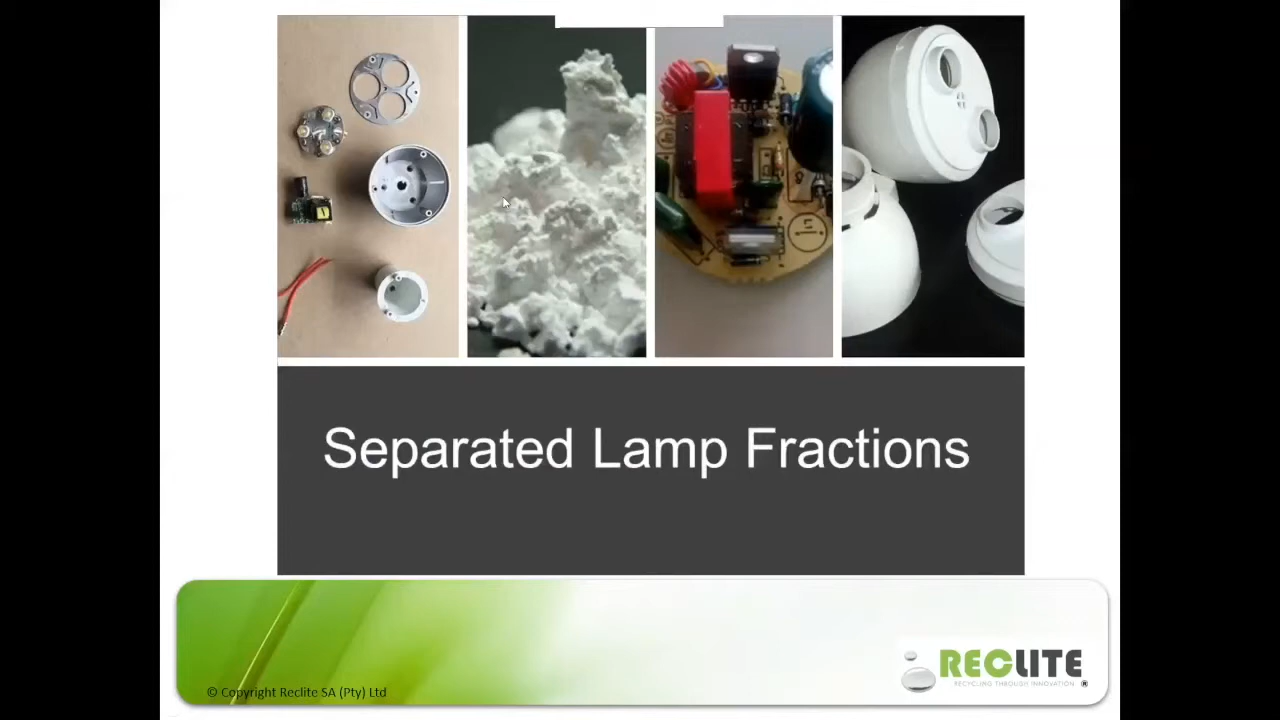 Separated Lamp Fractions
RECLITE
RECYCLING THROUGH INNOVATION ®
© Copyright Reclite SA (Pty) Ltd